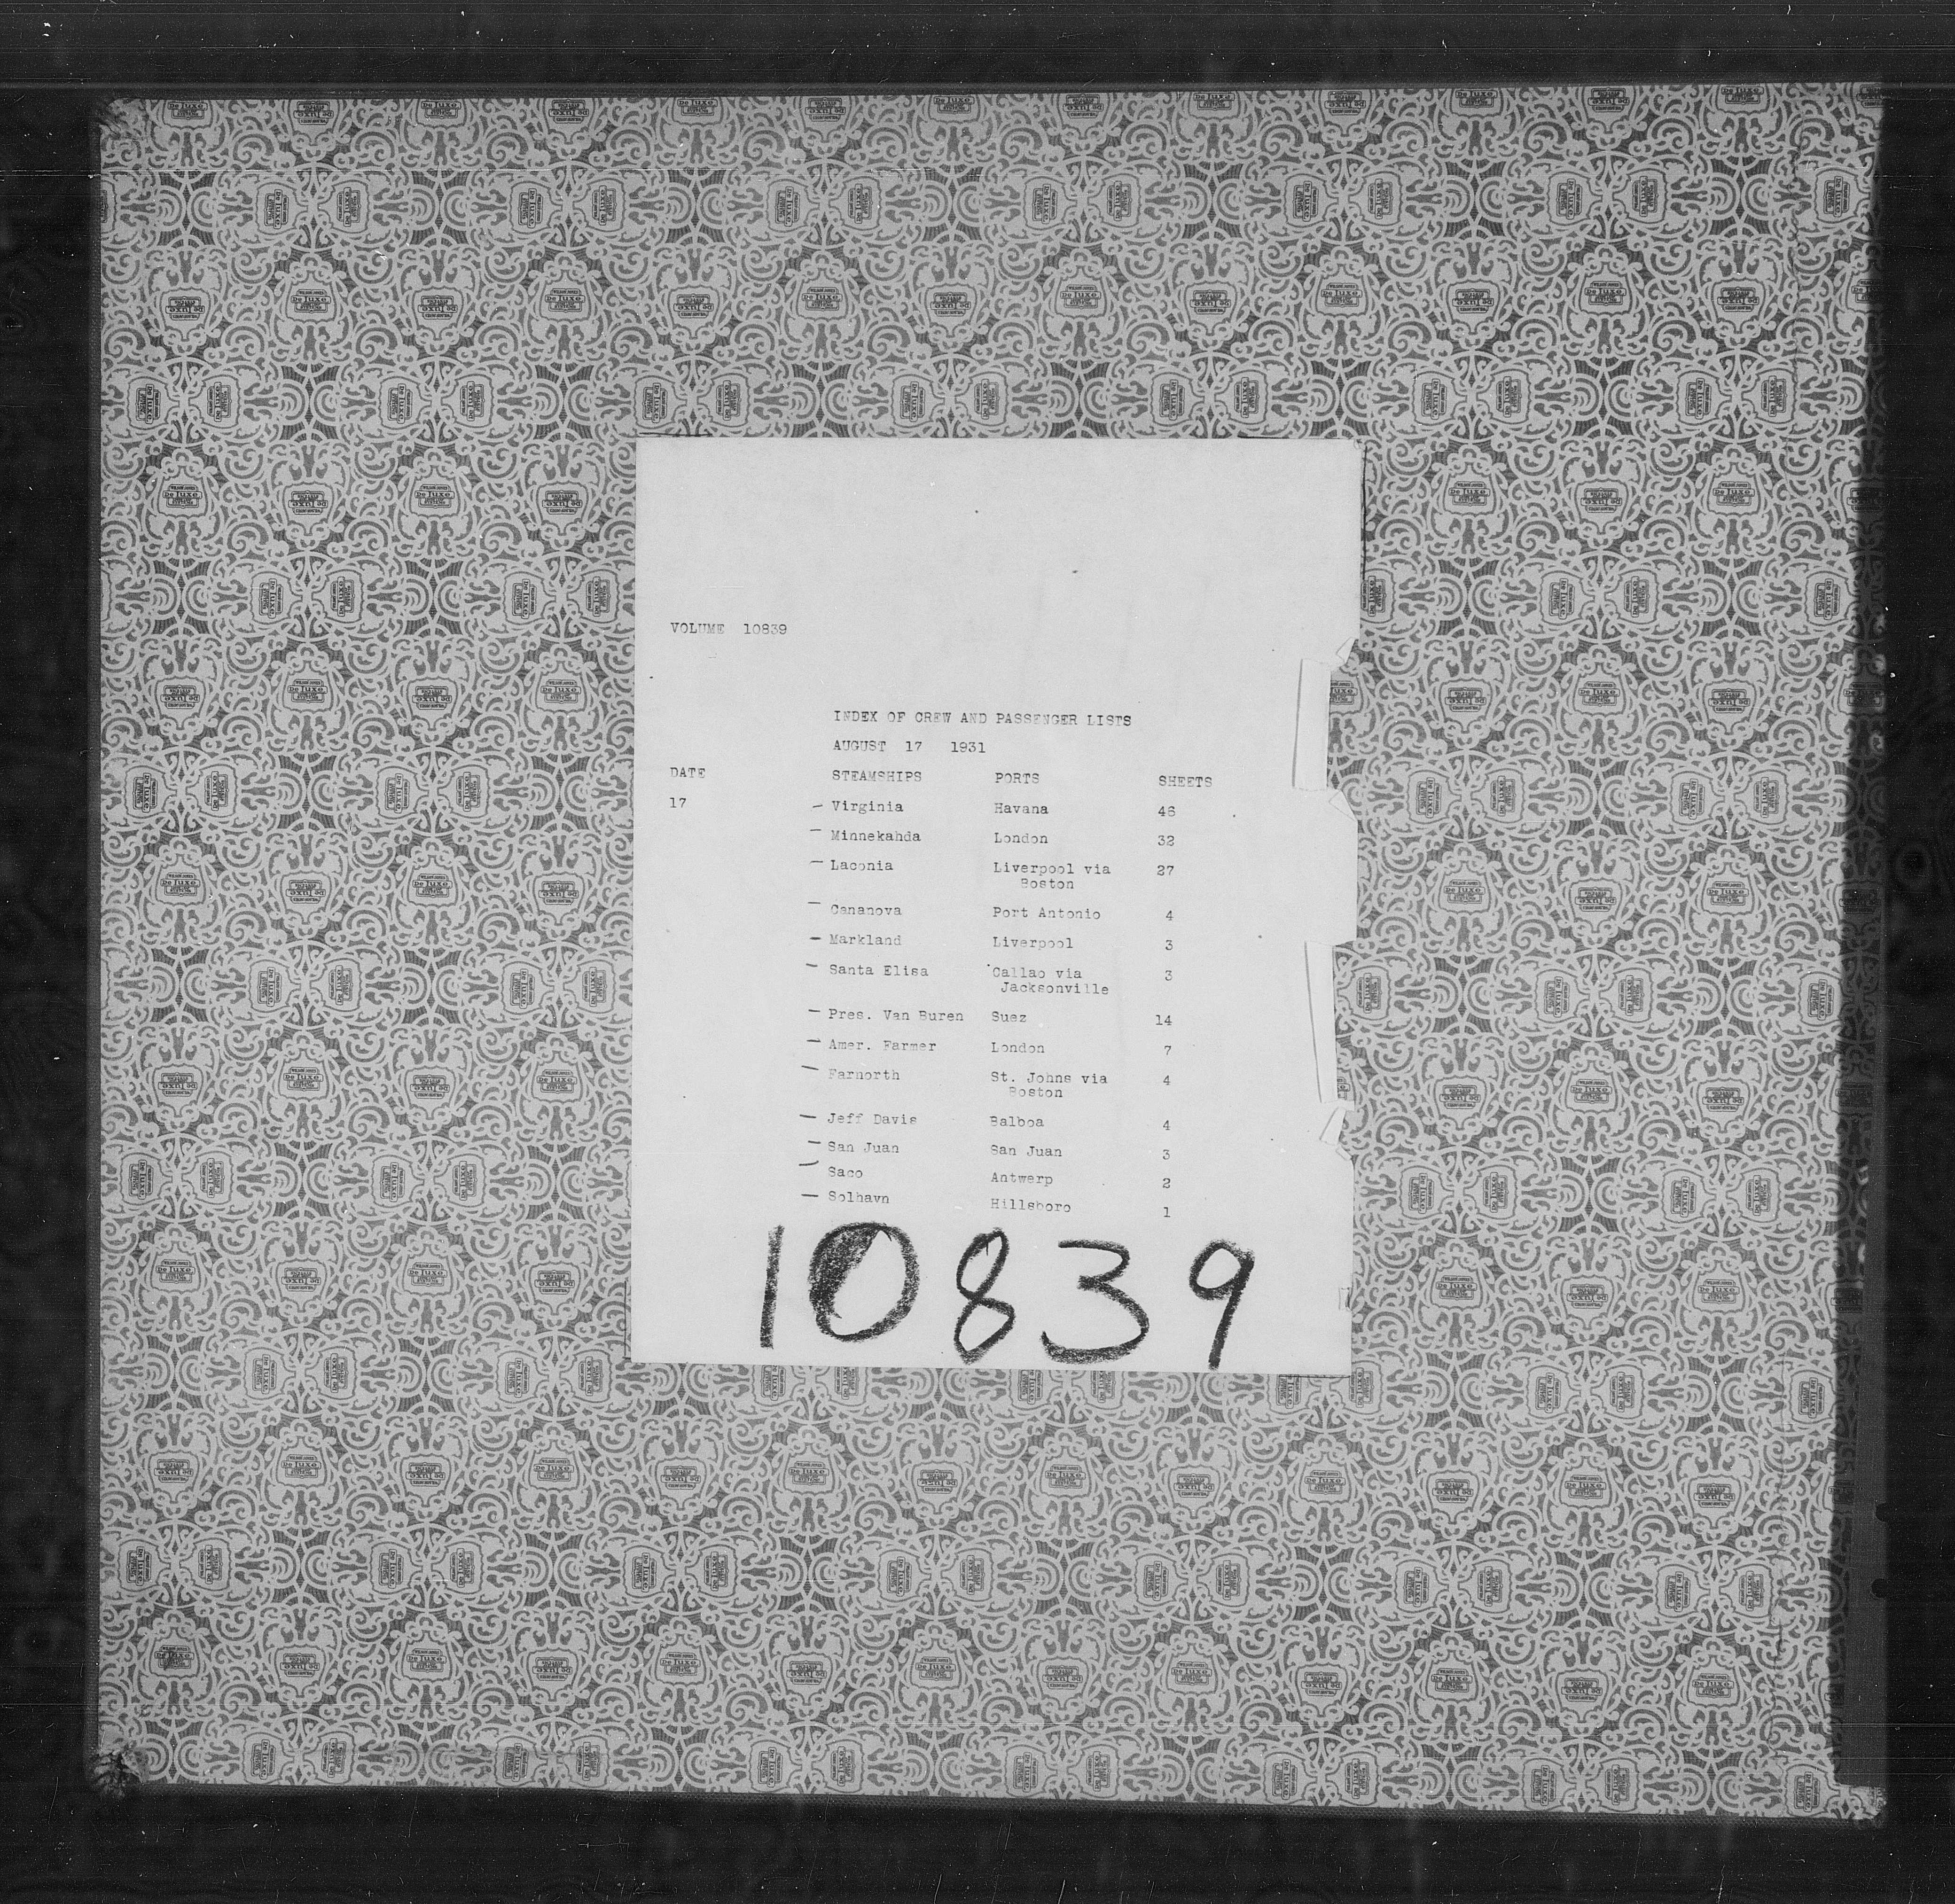 VOLUME 10839
INDEX OF CREW AND PASSENGER LISTS
AUGUST 17 1931
DATE STEAMSHIPS PORTS SHEETS
17 — Virginia Havana 46
— Minnekahda London 32
— Laconia Liverpool via 27
Boston
— Cananova Port Antonio 4
— Markland Liverpool 3
— Santa Elisa Callao via 3
Jacksonville
— Pres. Van Buren Suez 14
— Amer. Farmer London 7
— Farnorth St. Johns via 4
Boston
— Jeff Davis Balboa 4
— San Juan San Juan 3
— Saco Antwerp 2
— Solhavn Hillsboro 1
10839